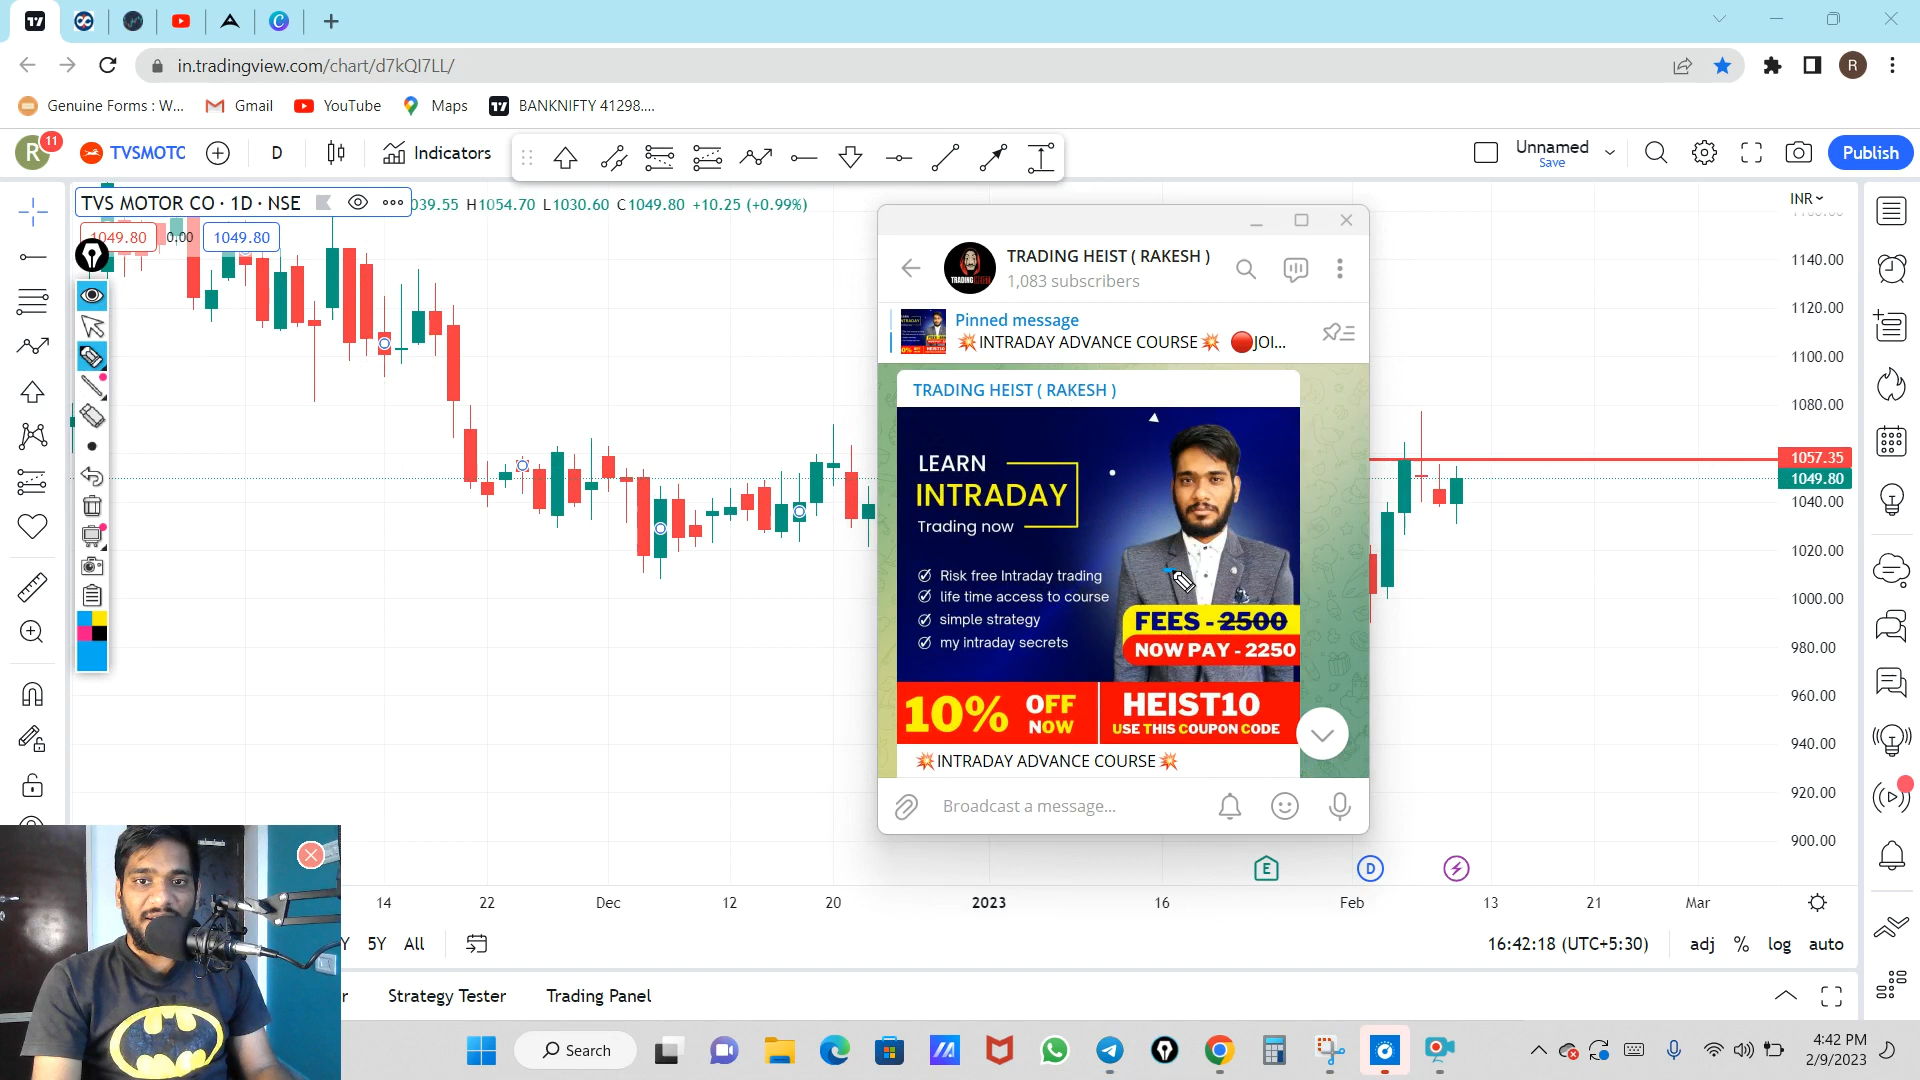 in.tradingview.com/chart/d7kQI7LL/
R
Genuine Forms : W...
Gmail
YouTube
Maps
BANKNIFTY 41298....
R
11
TVSMOTC
D
Indicators
Unnamed
Save
Publish
TVS MOTOR CO · 1D · NSE
039.55 H1054.70 L1030.60 C1049.80 +10.25 (+0.99%)
1049.80
0.00
1049.80
INR
1140.00
1120.00
1100.00
1080.00
1057.35
1049.80
1040.00
1020.00
1000.00
980.00
960.00
940.00
920.00
900.00
TRADING HEIST ( RAKESH )
1,083 subscribers
Pinned message
💥INTRADAY ADVANCE COURSE💥 🔴JOI...
TRADING HEIST ( RAKESH )
LEARN
INTRADAY
Trading now
Risk free Intraday trading
life time access to course
simple strategy
my intraday secrets
FEES - 2500
NOW PAY - 2250
10% OFF NOW
HEIST10
USE THIS COUPON CODE
💥INTRADAY ADVANCE COURSE💥
Broadcast a message...
E
D
14
22
Dec
12
20
2023
16
Feb
13
21
Mar
Y
5Y
All
16:42:18 (UTC+5:30)
adj
%
log
auto
r
Strategy Tester
Trading Panel
Search
4:42 PM
2/9/2023